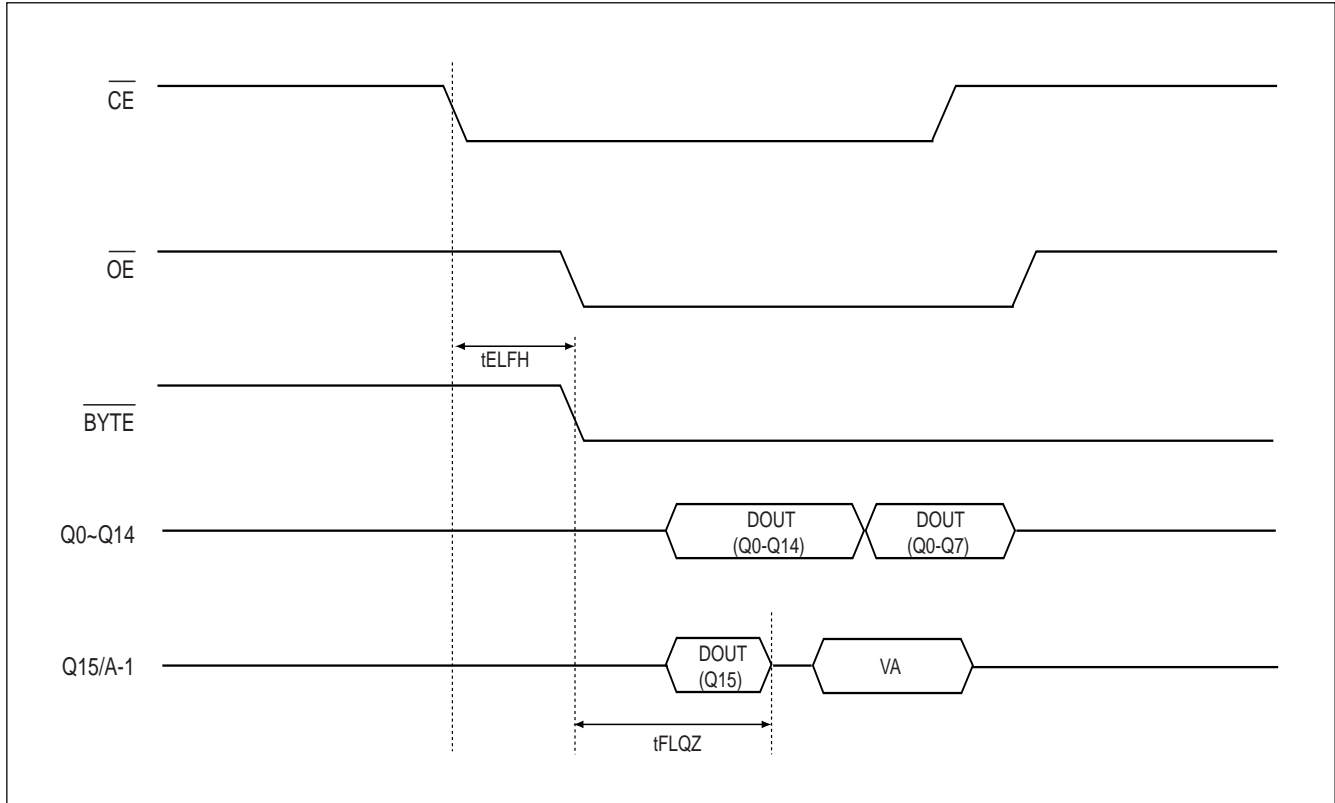 CE
OE
tELFH
BYTE
Q0~Q14
DOUT
(Q0-Q14)
DOUT
(Q0-Q7)
Q15/A-1
DOUT
(Q15)
VA
tFLQZ